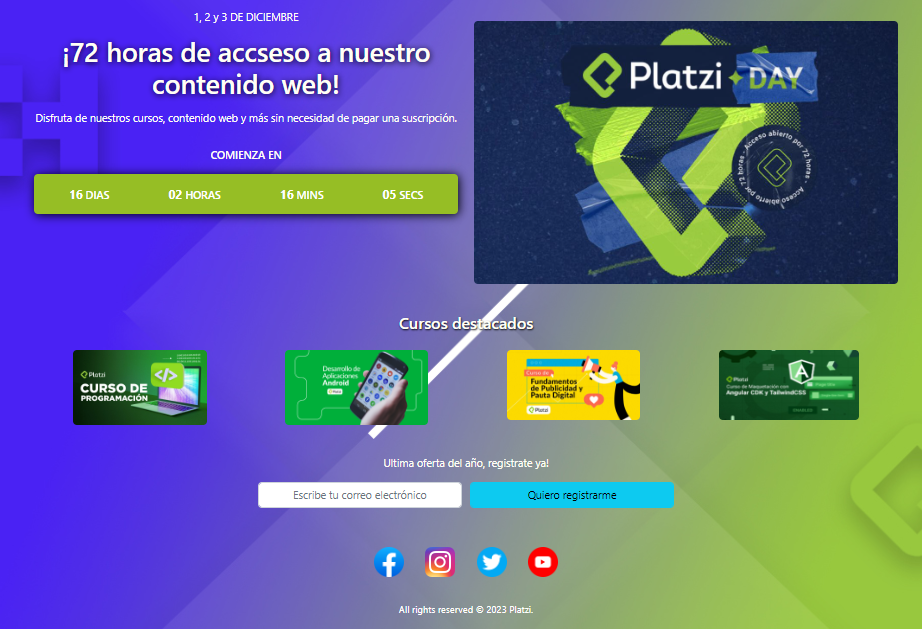 1, 2 y 3 DE DICIEMBRE
¡72 horas de accseso a nuestro
contenido web!
Disfruta de nuestros cursos, contenido web y más sin necesidad de pagar una suscripción.
COMIENZA EN
16 DIAS 02 HORAS 16 MINS 05 SECS
Platzi DAY
Acceso abierto por 72 horas - Acceso abierto por 72 horas -
Cursos destacados
Platzi
CURSO DE
PROGRAMACIÓN
Desarrollo de
Aplicaciones
Android
Curso de
Fundamentos
de Publicidad y
Pauta Digital
Platzi
Platzi
Curso de Maquetación con
Angular CDK y TailwindCSS
Ultima oferta del año, registrate ya!
Escribe tu correo electrónico
Quiero registrarme
All rights reserved © 2023 Platzi.